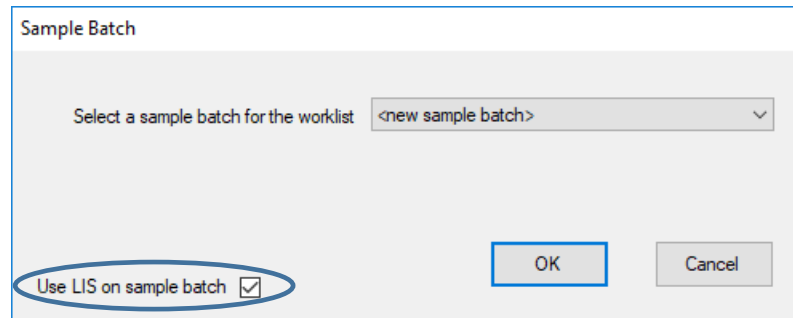 Sample Batch
Select a sample batch for the worklist <new sample batch>
OK Cancel
Use LIS on sample batch